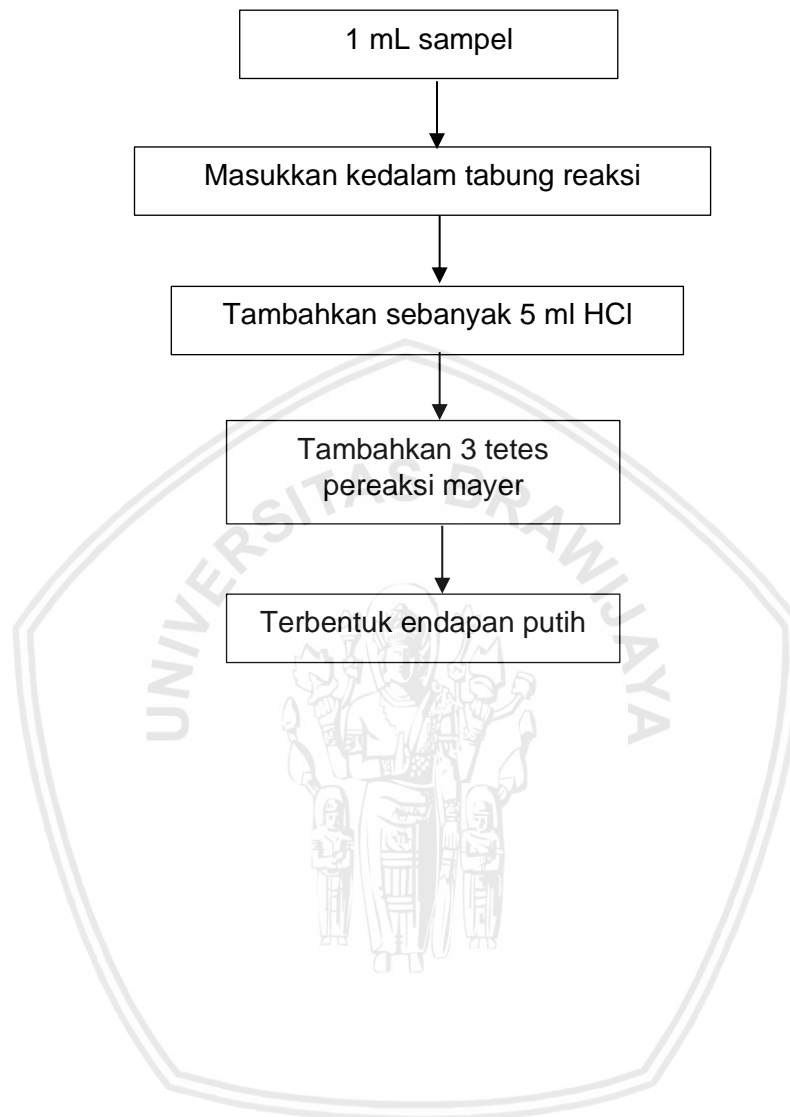 1 mL sampel
Masukkan kedalam tabung reaksi
Tambahkan sebanyak 5 ml HCl
Tambahkan 3 tetes
pereaksi mayer
Terbentuk endapan putih
UNIVERSITAS BRAWIJAYA